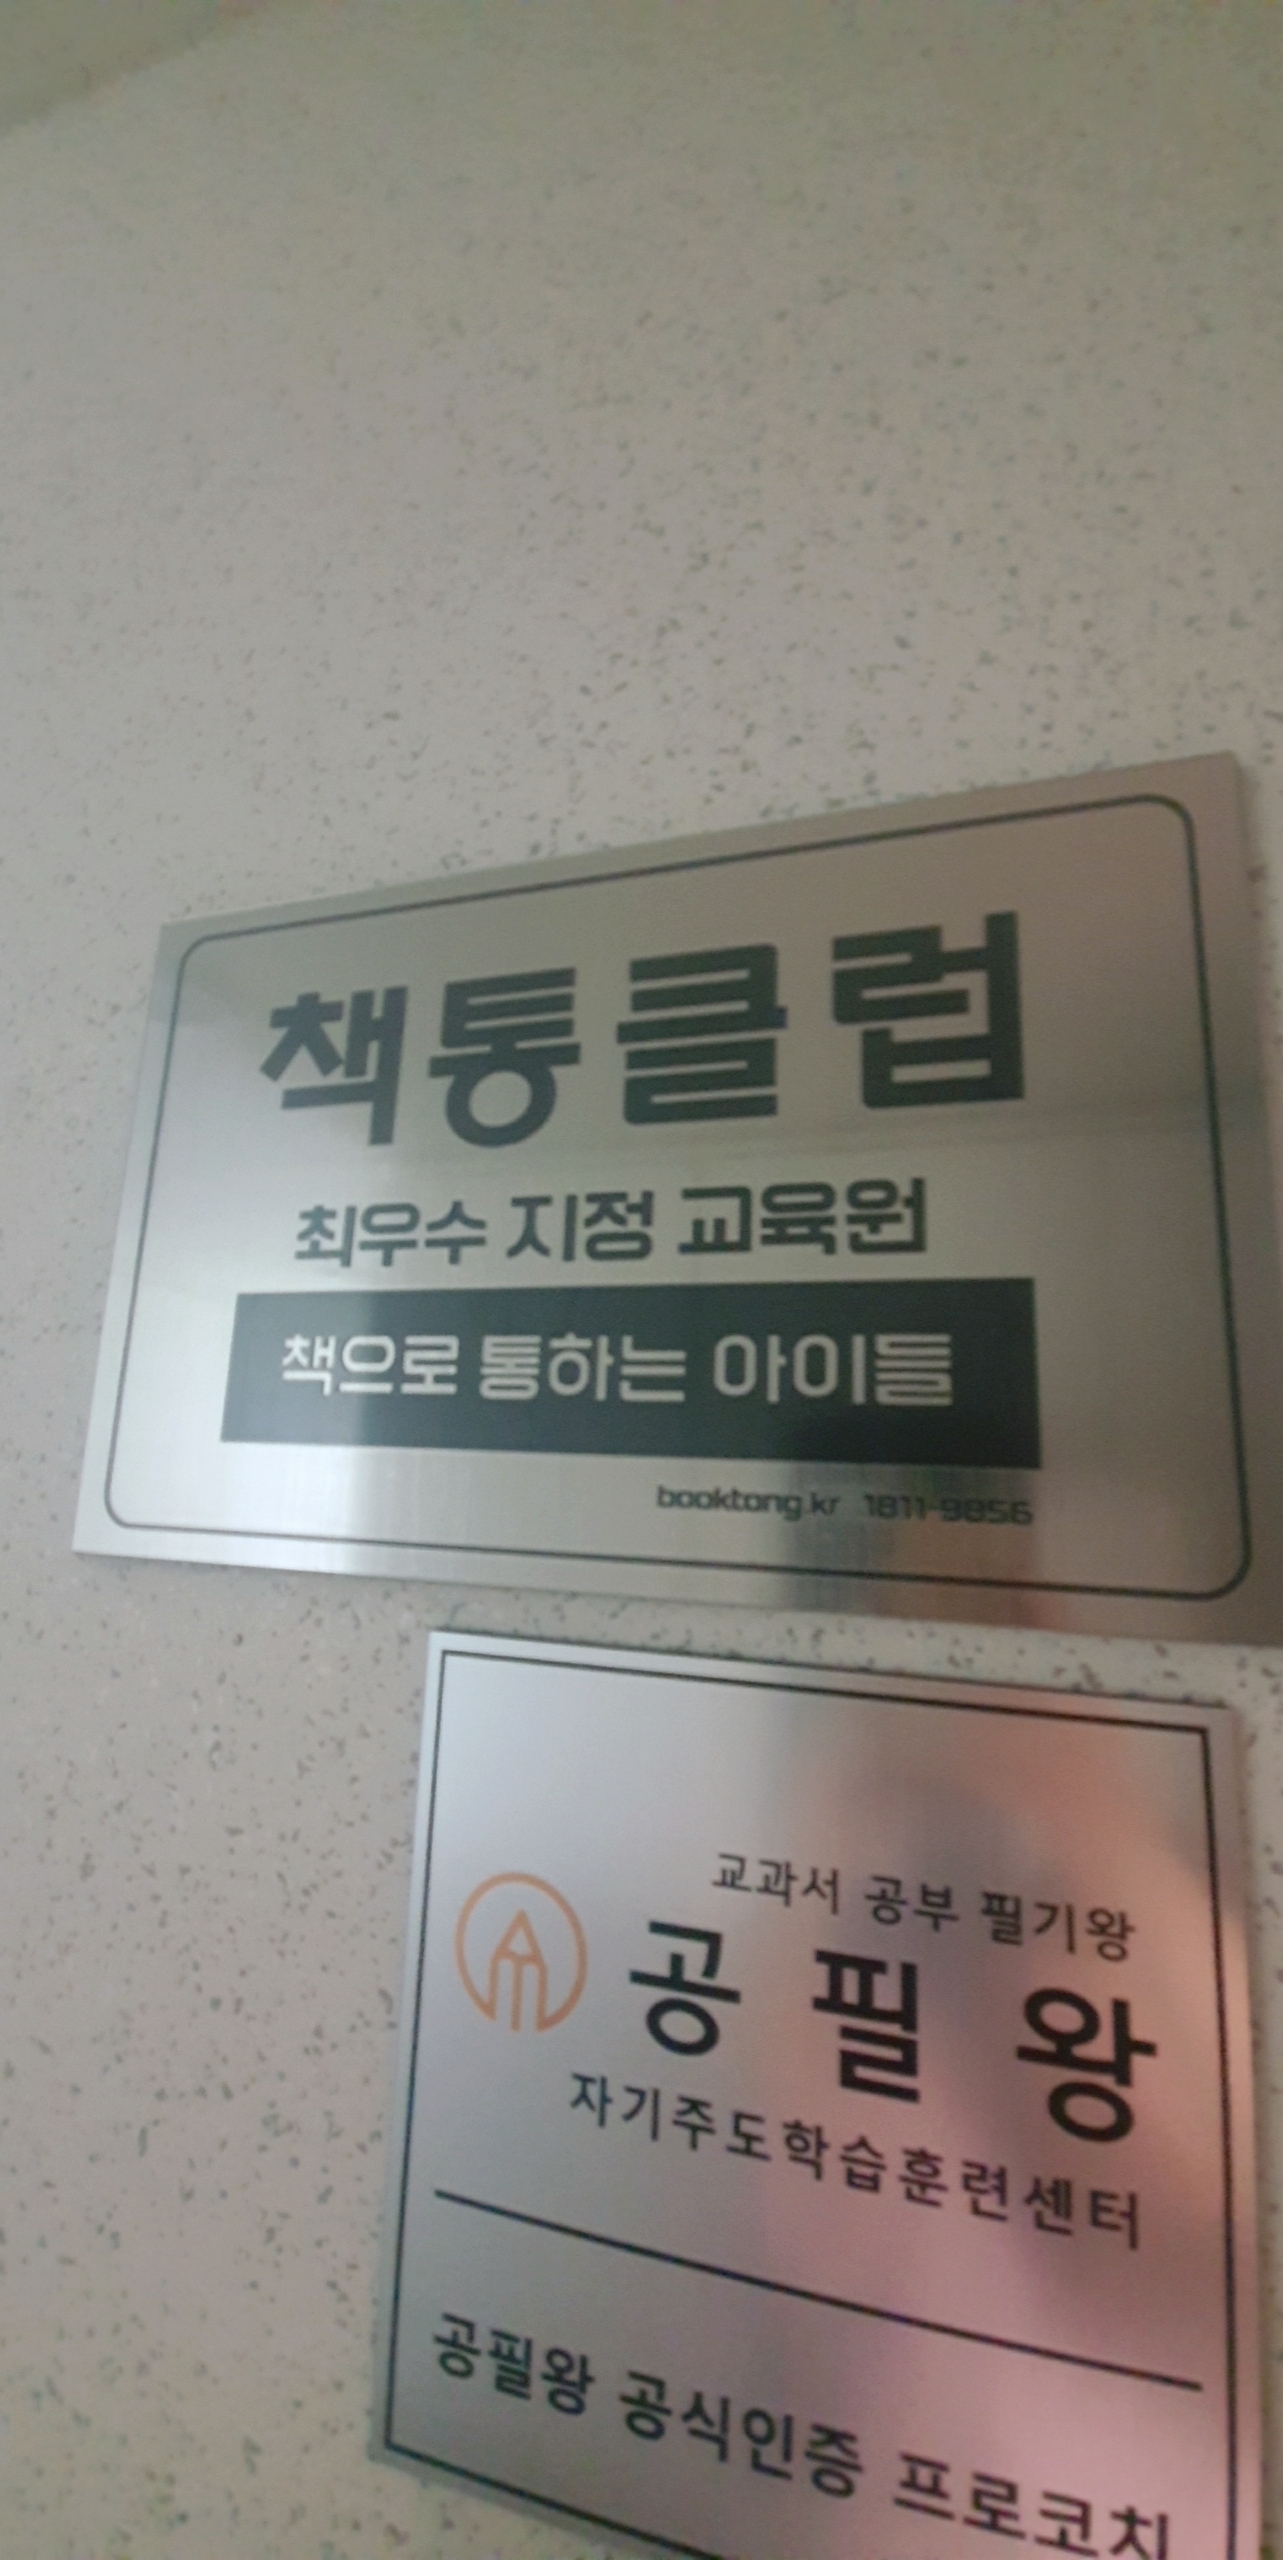 책통클럽
최우수 지정 교육원
책으로 통하는 아이들
booktong.kr 1811-9856
교과서 공부 필기왕
공필왕
자기주도학습훈련센터
공필왕 공식인증 프로코치